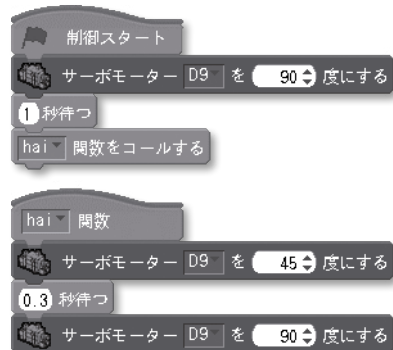 制御スタート
サーボモーター D9 を 90 度にする
1 秒待つ
hai 関数をコールする
hai 関数
サーボモーター D9 を 45 度にする
0.3 秒待つ
サーボモーター D9 を 90 度にする